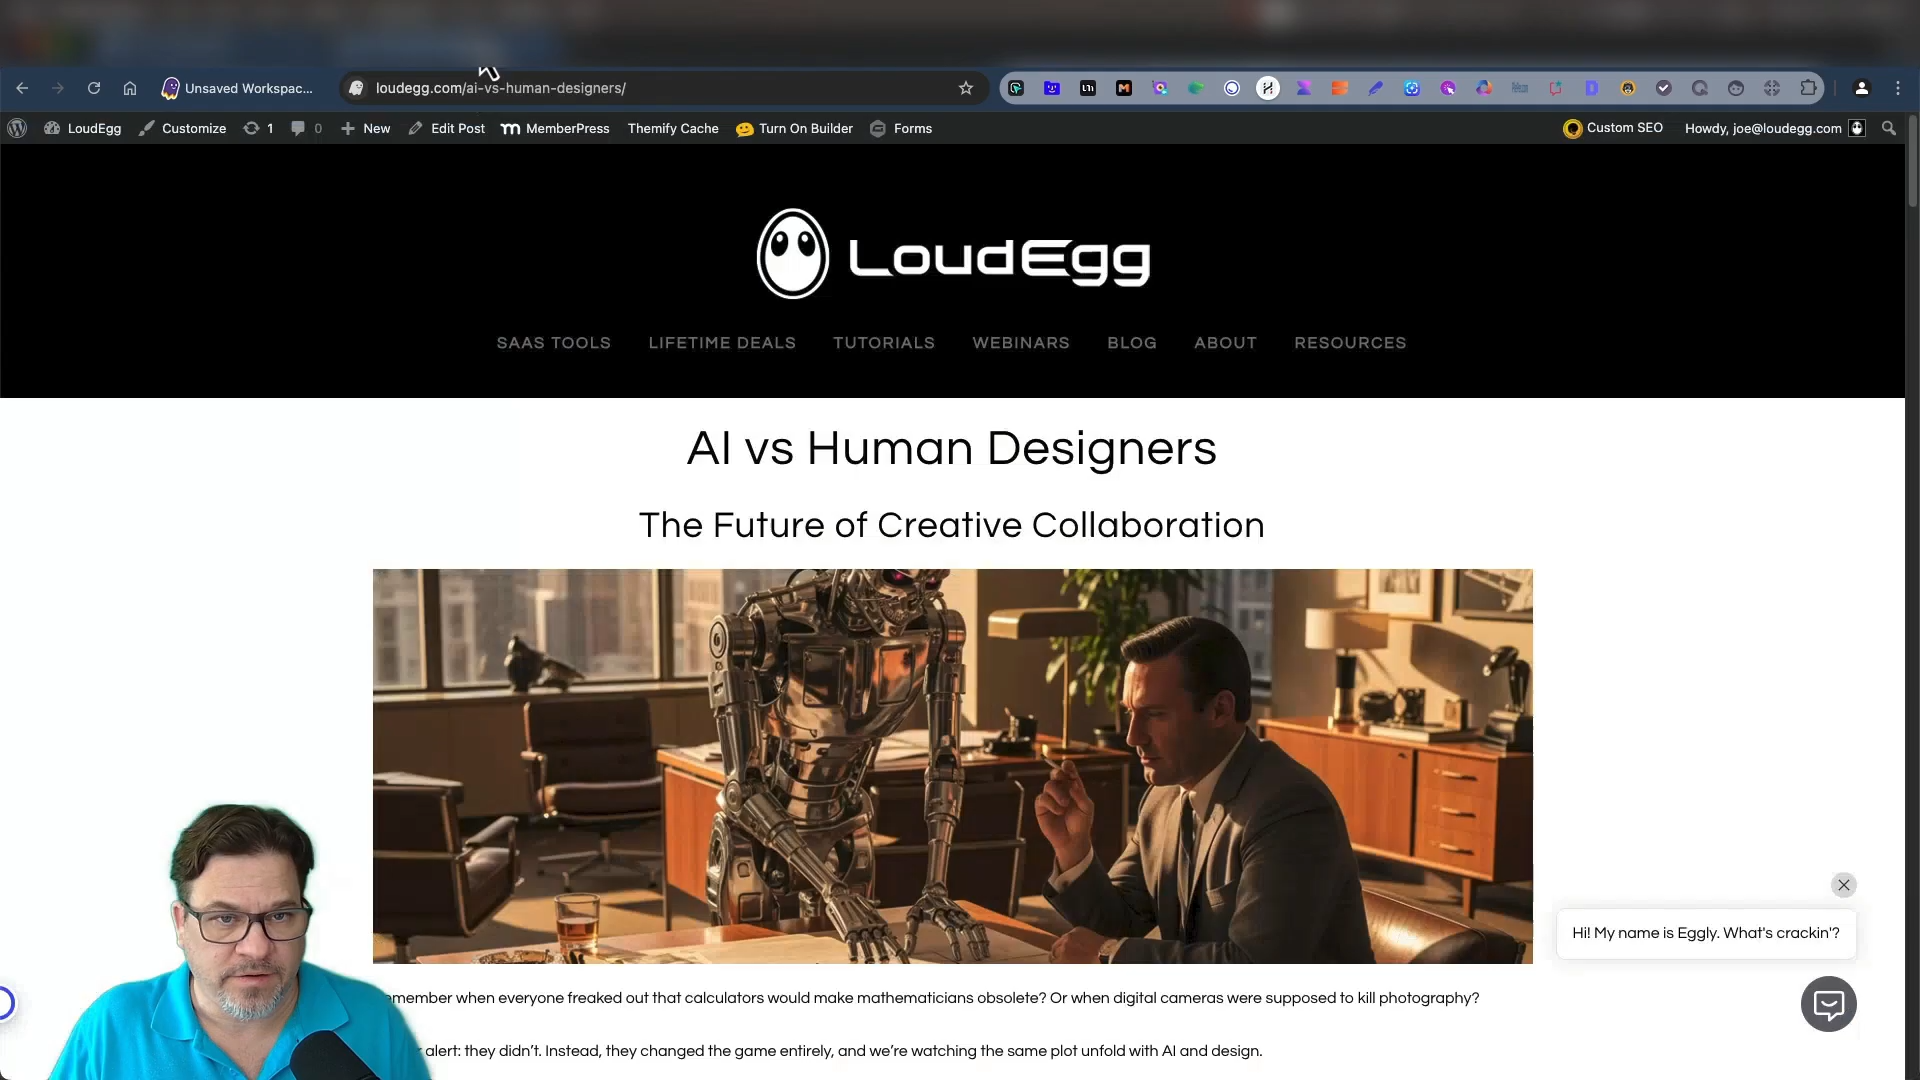 Unsaved Workspac...
loudegg.com/ai-vs-human-designers/
LoudEgg
Customize
1
0
New
Edit Post
MemberPress
Themify Cache
Turn On Builder
Forms
Custom SEO
Howdy, joe@loudegg.com
LoudEgg
SAAS TOOLS
LIFETIME DEALS
TUTORIALS
WEBINARS
BLOG
ABOUT
RESOURCES
AI vs Human Designers
The Future of Creative Collaboration
Hi! My name is Eggly. What's crackin'?
when everyone freaked out that calculators would make mathematicians obsolete? Or when digital cameras were supposed to kill photography?
alert: they didn't. Instead, they changed the game entirely, and we're watching the same plot unfold with AI and design.